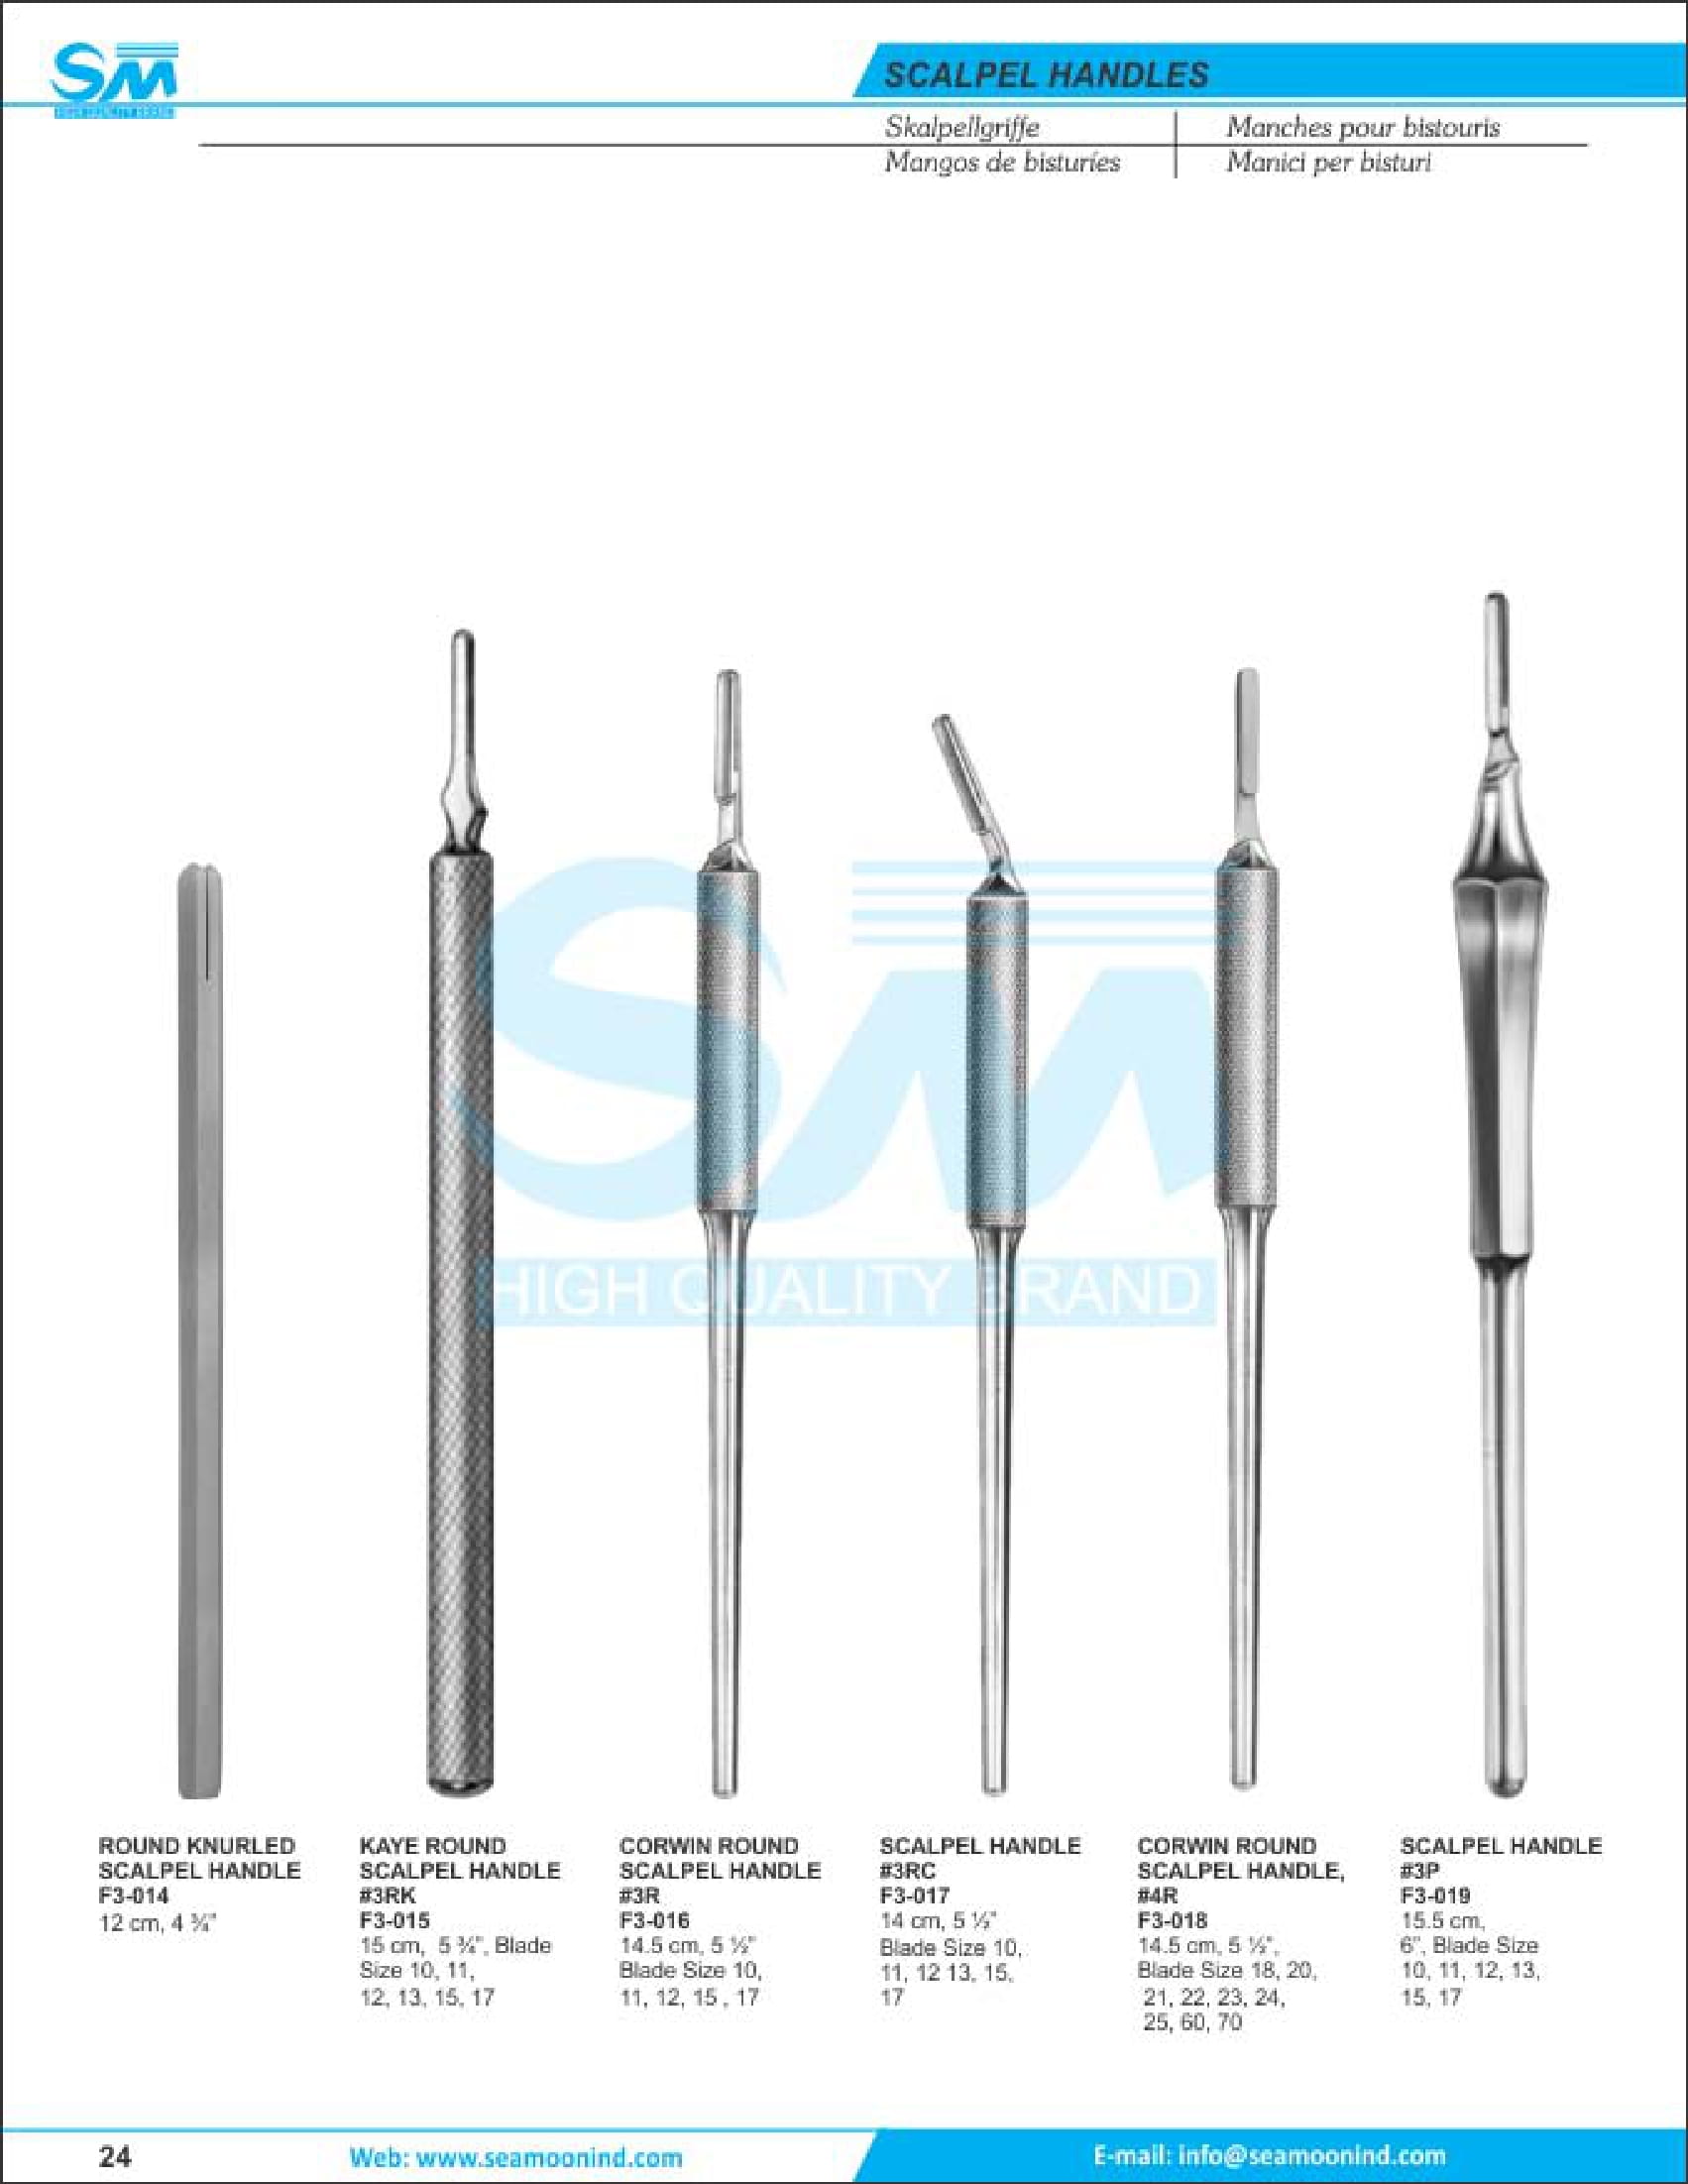 SM
HIGH QUALITY BRAND
SCALPEL HANDLES
Skalpellgriffe
Manches pour bistouris
Mangos de bisturíes
Manici per bisturi
SM
HIGH QUALITY BRAND
ROUND KNURLED
SCALPEL HANDLE
F3-014
12 cm, 4 ¾"
KAYE ROUND
SCALPEL HANDLE
#3RK
F3-015
15 cm, 5 ¾", Blade
Size 10, 11,
12, 13, 15, 17
CORWIN ROUND
SCALPEL HANDLE
#3R
F3-016
14.5 cm, 5 ½"
Blade Size 10,
11, 12, 15 , 17
SCALPEL HANDLE
#3RC
F3-017
14 cm, 5 ½"
Blade Size 10,
11, 12 13, 15,
17
CORWIN ROUND
SCALPEL HANDLE,
#4R
F3-018
14.5 cm, 5 ½",
Blade Size 18, 20,
21, 22, 23, 24,
25, 60, 70
SCALPEL HANDLE
#3P
F3-019
15.5 cm,
6", Blade Size
10, 11, 12, 13,
15, 17
24
Web: www.seamoonind.com
E-mail: info@seamoonind.com